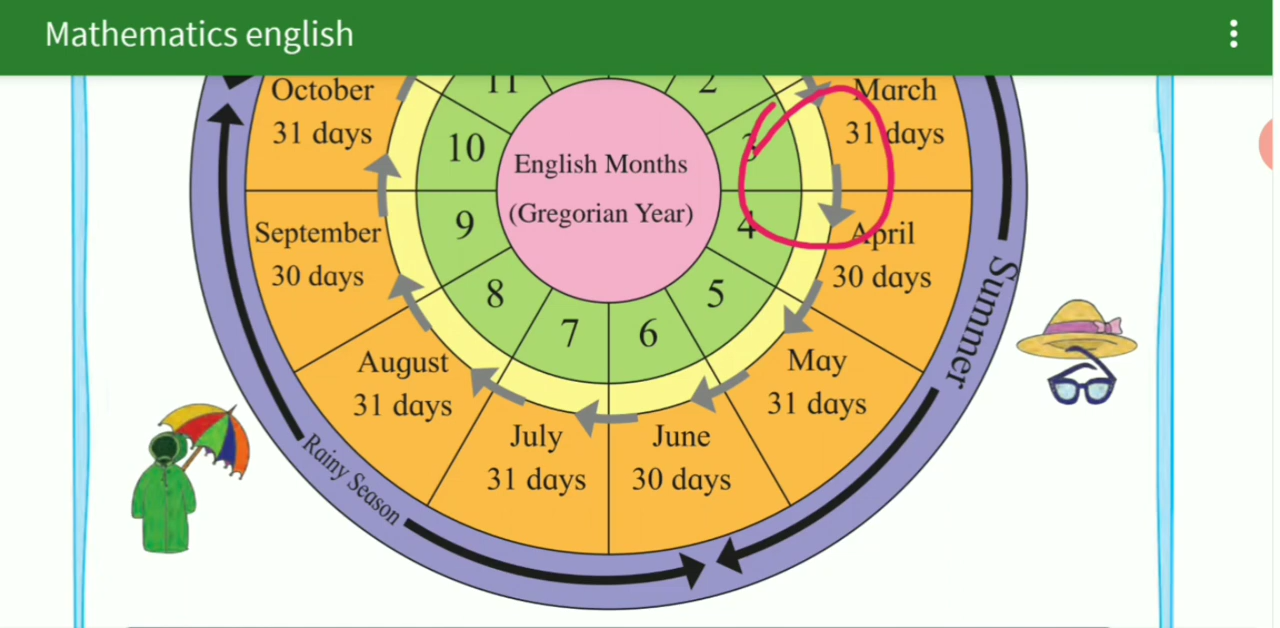 Mathematics english
October
31 days
11
2
March
31 days
10
3
English Months
(Gregorian Year)
September
30 days
9
4
April
30 days
8
5
7
6
Summer
August
31 days
May
31 days
July
31 days
June
30 days
Rainy Season